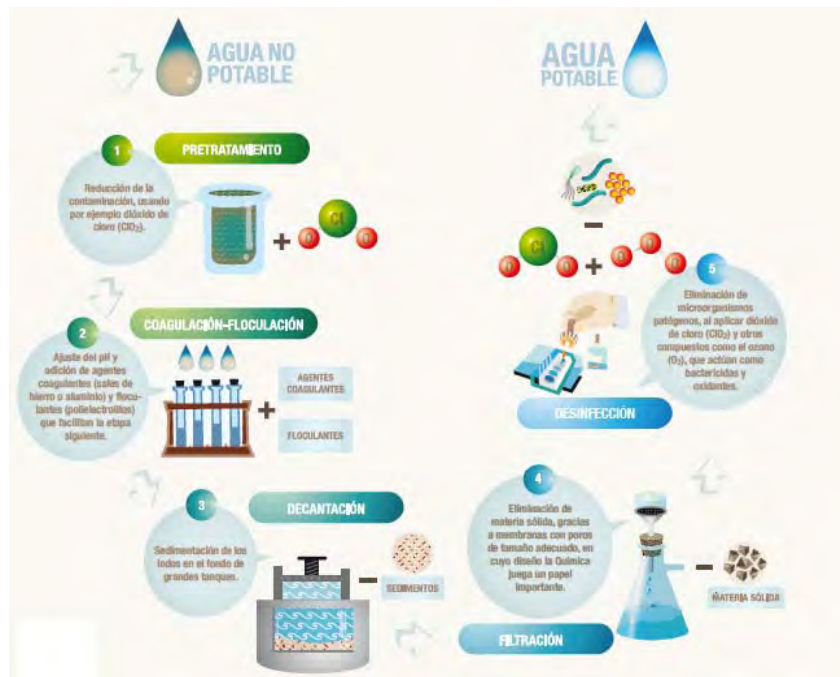 AGUA NO
POTABLE
1
PRETRATAMIENTO
Reducción de la
contaminación, usando
por ejemplo dióxido de
cloro (ClO₂).
+
O
Cl
O
2
COAGULACIÓN-FLOCULACIÓN
Ajuste del pH y
adición de agentes
coagulantes (sales de
hierro o aluminio) y flocu-
lantes (polielectrolitos)
que facilitan la etapa
siguiente.
+
AGENTES
COAGULANTES
FLOCULANTES
3
DECANTACIÓN
Sedimentación de los
lodos en el fondo de
grandes tanques.
SEDIMENTOS
4
Eliminación de
materia sólida, gracias
a membranas con poros
de tamaño adecuado, en
cuyo diseño la Química
juega un papel
importante.
MATERIA SÓLIDA
FILTRACIÓN
5
Eliminación de
microorganismos
patógenos, al aplicar dióxido
de cloro (ClO₂) y otros
compuestos como el ozono
(O₃), que actúan como
bactericidas y
oxidantes.
DESINFECCIÓN
O
Cl
O
+
O
O
O
AGUA
POTABLE